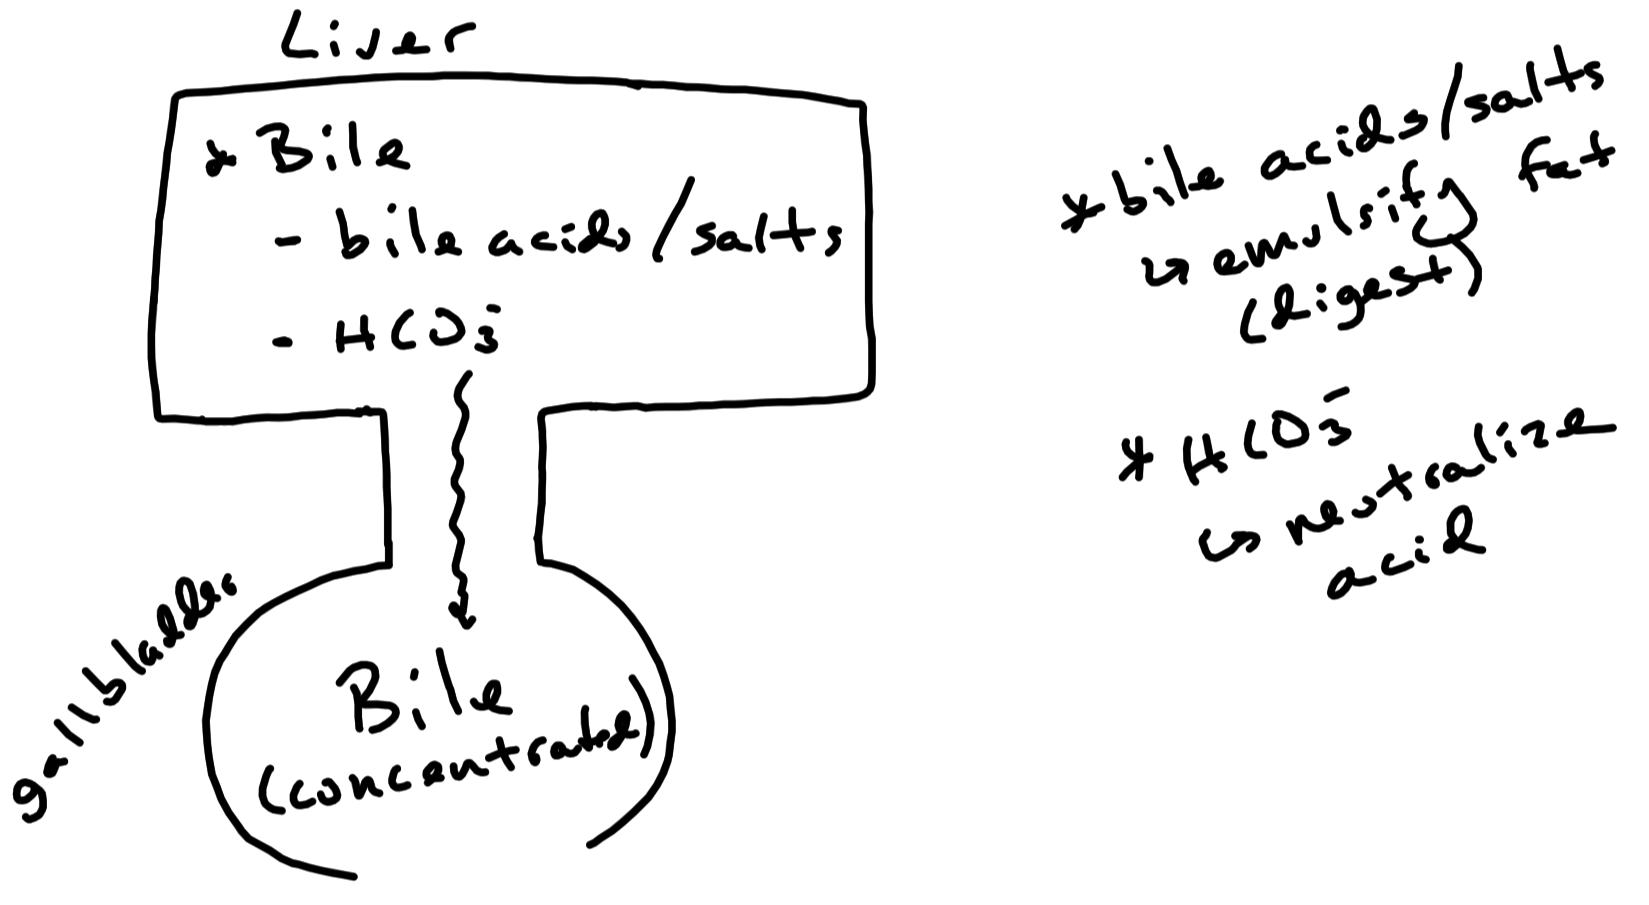 Liver
* Bile
- bile acids/salts
- HCO3-
gallbladder
Bile
(concentrated)
* bile acids/salts
↳ emulsify fat
(digest)
* HCO3-
↳ neutralize
acid